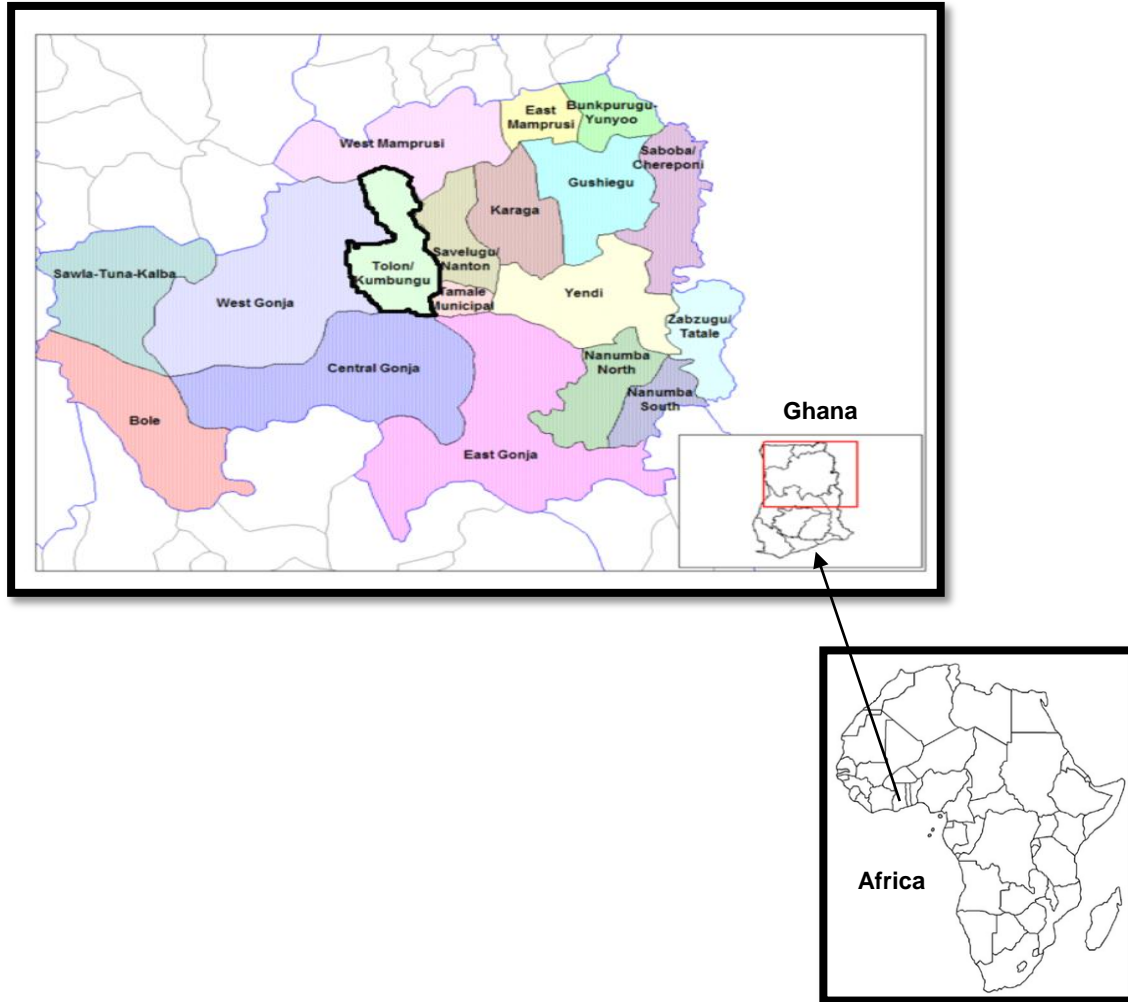 East
Mamprusi
Bunkpurugu-
Yunyoo
West Mamprusi
Saboba/
Chereponi
Gushiegu
Karaga
Savelugu/
Nanton
Sawla-Tuna-Kalba
Tolon/
Kumbungu
West Gonja
Tamale
Municipal
Yendi
Zabzugu/
Tatale
Nanumba
North
Central Gonja
Nanumba
South
Bole
East Gonja
Ghana
Africa